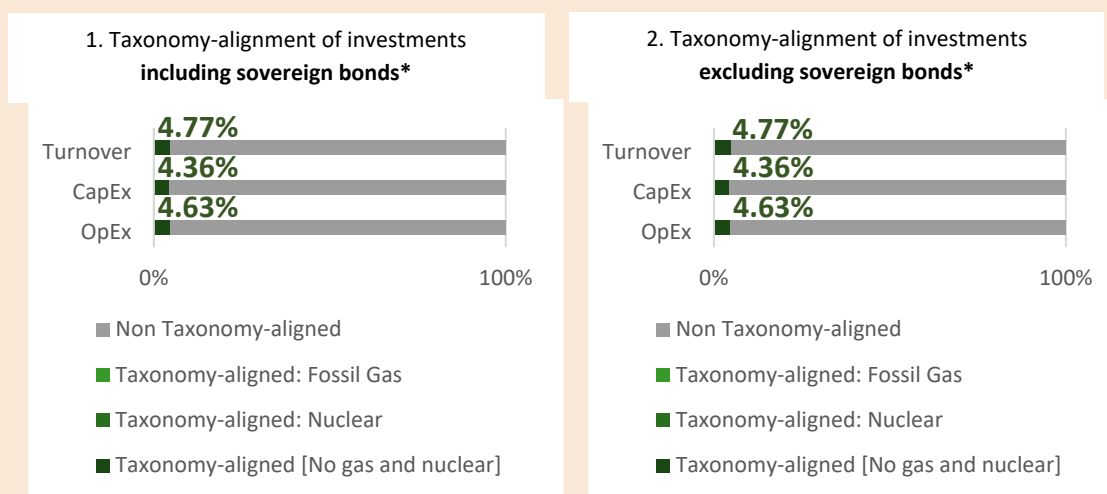 1. Taxonomy-alignment of investments
including sovereign bonds*
4.77%
Turnover
4.36%
CapEx
4.63%
OpEx
0% 100%
Non Taxonomy-aligned
Taxonomy-aligned: Fossil Gas
Taxonomy-aligned: Nuclear
Taxonomy-aligned [No gas and nuclear]
2. Taxonomy-alignment of investments
excluding sovereign bonds*
4.77%
Turnover
4.36%
CapEx
4.63%
OpEx
0% 100%
Non Taxonomy-aligned
Taxonomy-aligned: Fossil Gas
Taxonomy-aligned: Nuclear
Taxonomy-aligned [No gas and nuclear]